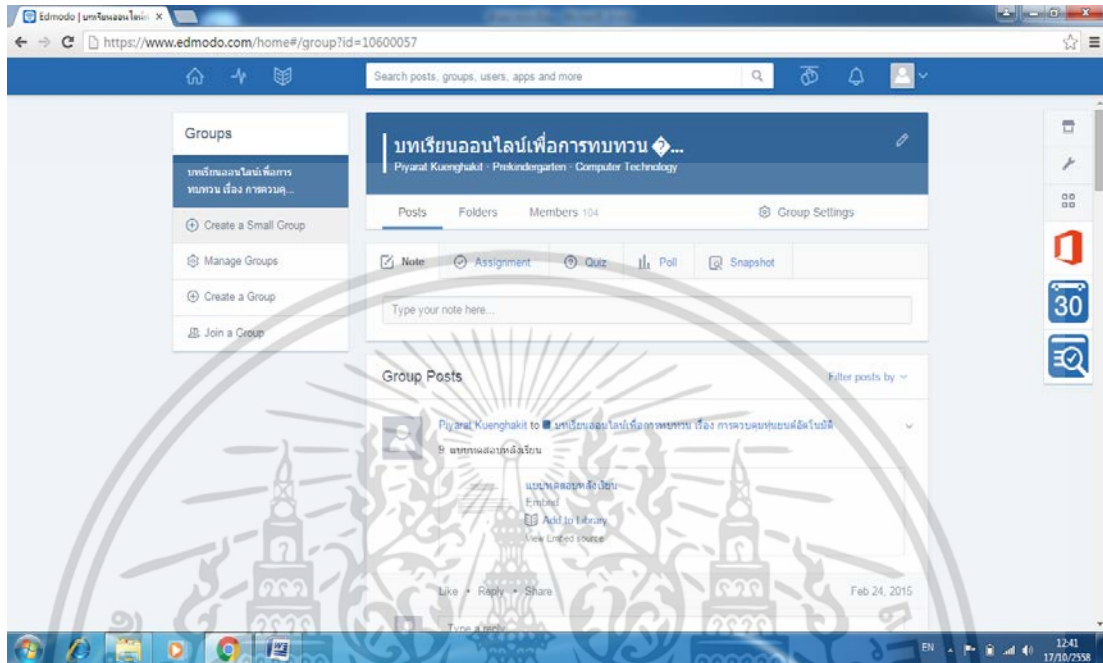 Edmodo | บทเรียนออนไลน์เ
https://www.edmodo.com/home#/group?id=10600057
Search posts, groups, users, apps and more
Groups
บทเรียนออนไลน์เพื่อการ
ทบทวน เรื่อง การควบคุ...
Create a Small Group
Manage Groups
Create a Group
Join a Group
บทเรียนออนไลน์เพื่อการทบทวน �...
Piyarat Kuenghakit - Prekindergarten - Computer Technology
Posts Folders Members 104 Group Settings
Note Assignment Quiz Poll Snapshot
Type your note here...
Group Posts Filter posts by
Piyarat Kuenghakit to บทเรียนออนไลน์เพื่อการทบทวน เรื่อง การควบคุมหุ่นยนต์อัตโนมัติ
9 แบบทดสอบหลังเรียน
แบบทดสอบหลังเรียน
Embed
Add to Library
View Embed source
Like • Reply • Share Feb 24, 2015
Type a reply
30
EN
12:41
17/10/2558